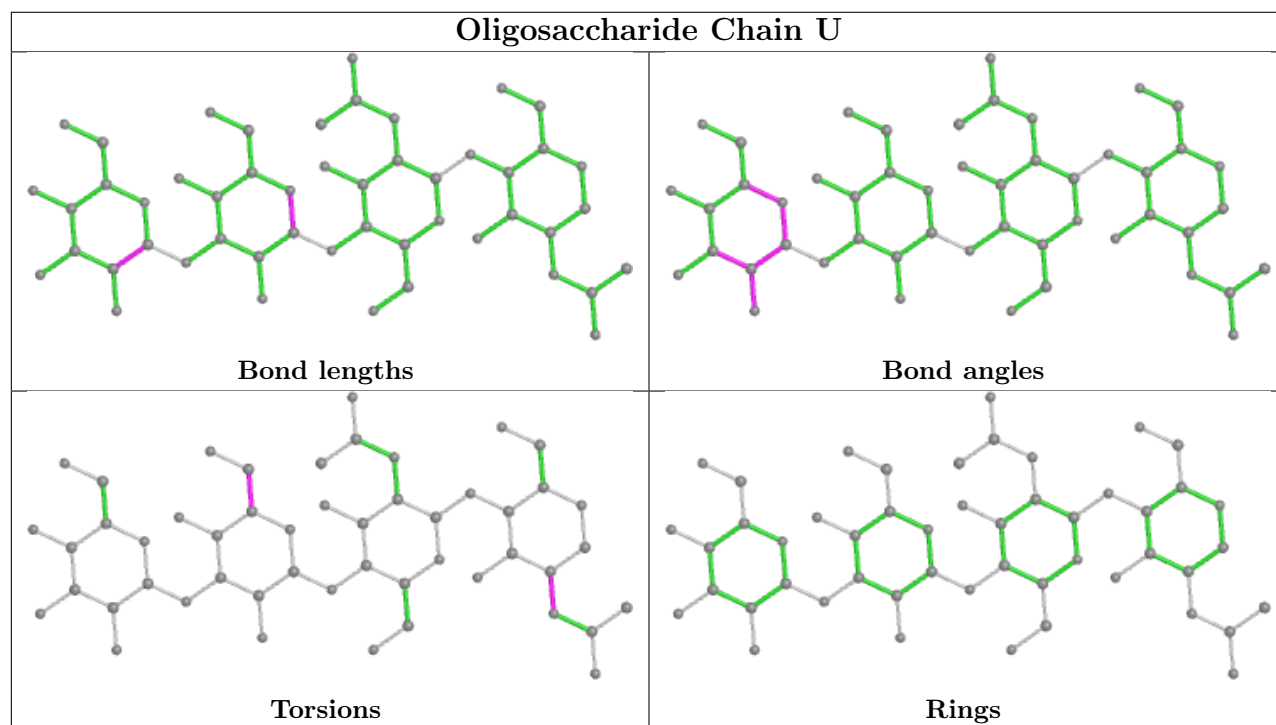 Oligosaccharide Chain U
Bond lengths
Bond angles
Torsions
Rings